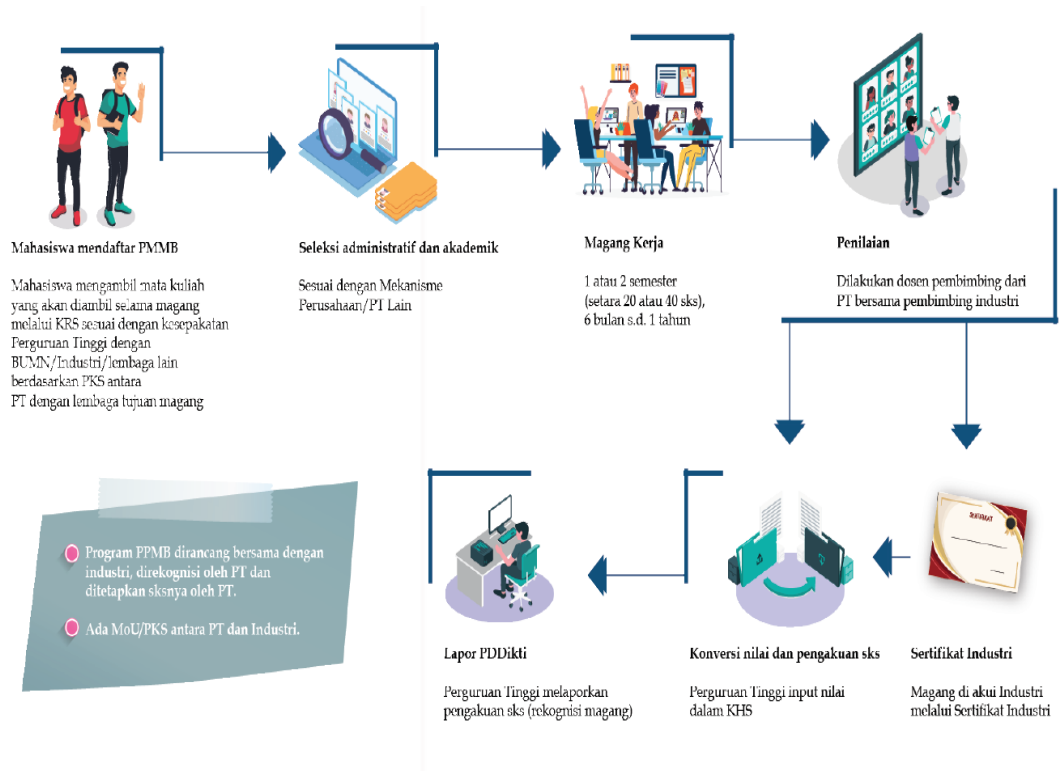 Mahasiswa mendaftar PMMB
Mahasiswa mengambil mata kuliah
yang akan diambil selama magang
melalui KRS sesuai dengan kesepakatan
Perguruan Tinggi dengan
BUMN/Industri/lembaga lain
berdasarkan PKS antara
PT dengan lembaga tujuan magang
Seleksi administratif dan akademik
Sesuai dengan Mekanisme
Perusahaan/PT Lain
Magang Kerja
1 atau 2 semester
(setara 20 atau 40 sks),
6 bulan s.d. 1 tahun
Penilaian
Dilakukan dosen pembimbing dari
PT bersama pembimbing industri
Program PPMB dirancang bersama dengan
industri, direkognisi oleh PT dan
ditetapkan sksnya oleh PT.
Ada MoU/PKS antara PT dan Industri.
Lapor PDDikti
Perguruan Tinggi melaporkan
pengakuan sks (rekognisi magang)
Konversi nilai dan pengakuan sks
Perguruan Tinggi input nilai
dalam KHS
SERTIFIKAT
Sertifikat Industri
Magang di akui Industri
melalui Sertifikat Industri